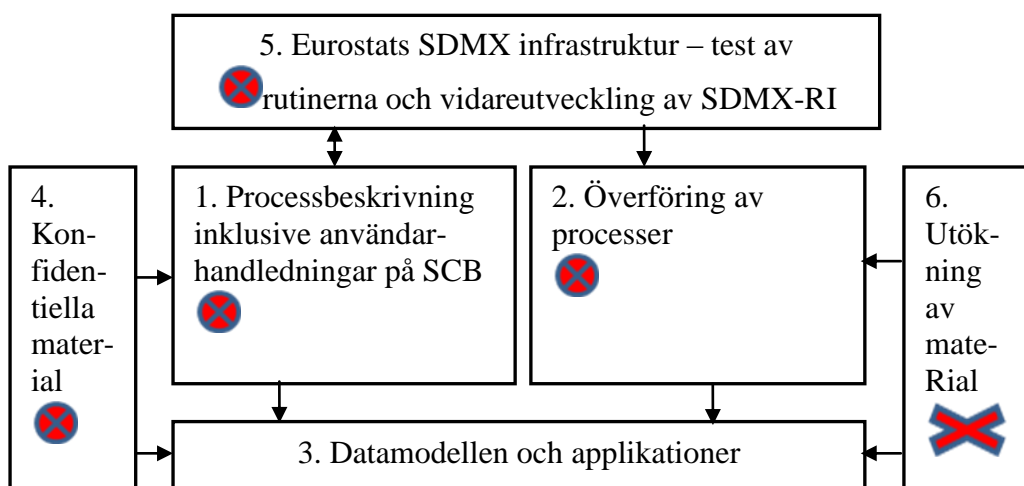 5. Eurostats SDMX infrastruktur – test av
rutinerna och vidareutveckling av SDMX-RI
4.
Kon-
fiden-
tiella
mater-
ial
1. Processbeskrivning
inklusive användar-
handledningar på SCB
2. Överföring av
processer
6.
Utök-
ning
av
mate-
Rial
3. Datamodellen och applikationer